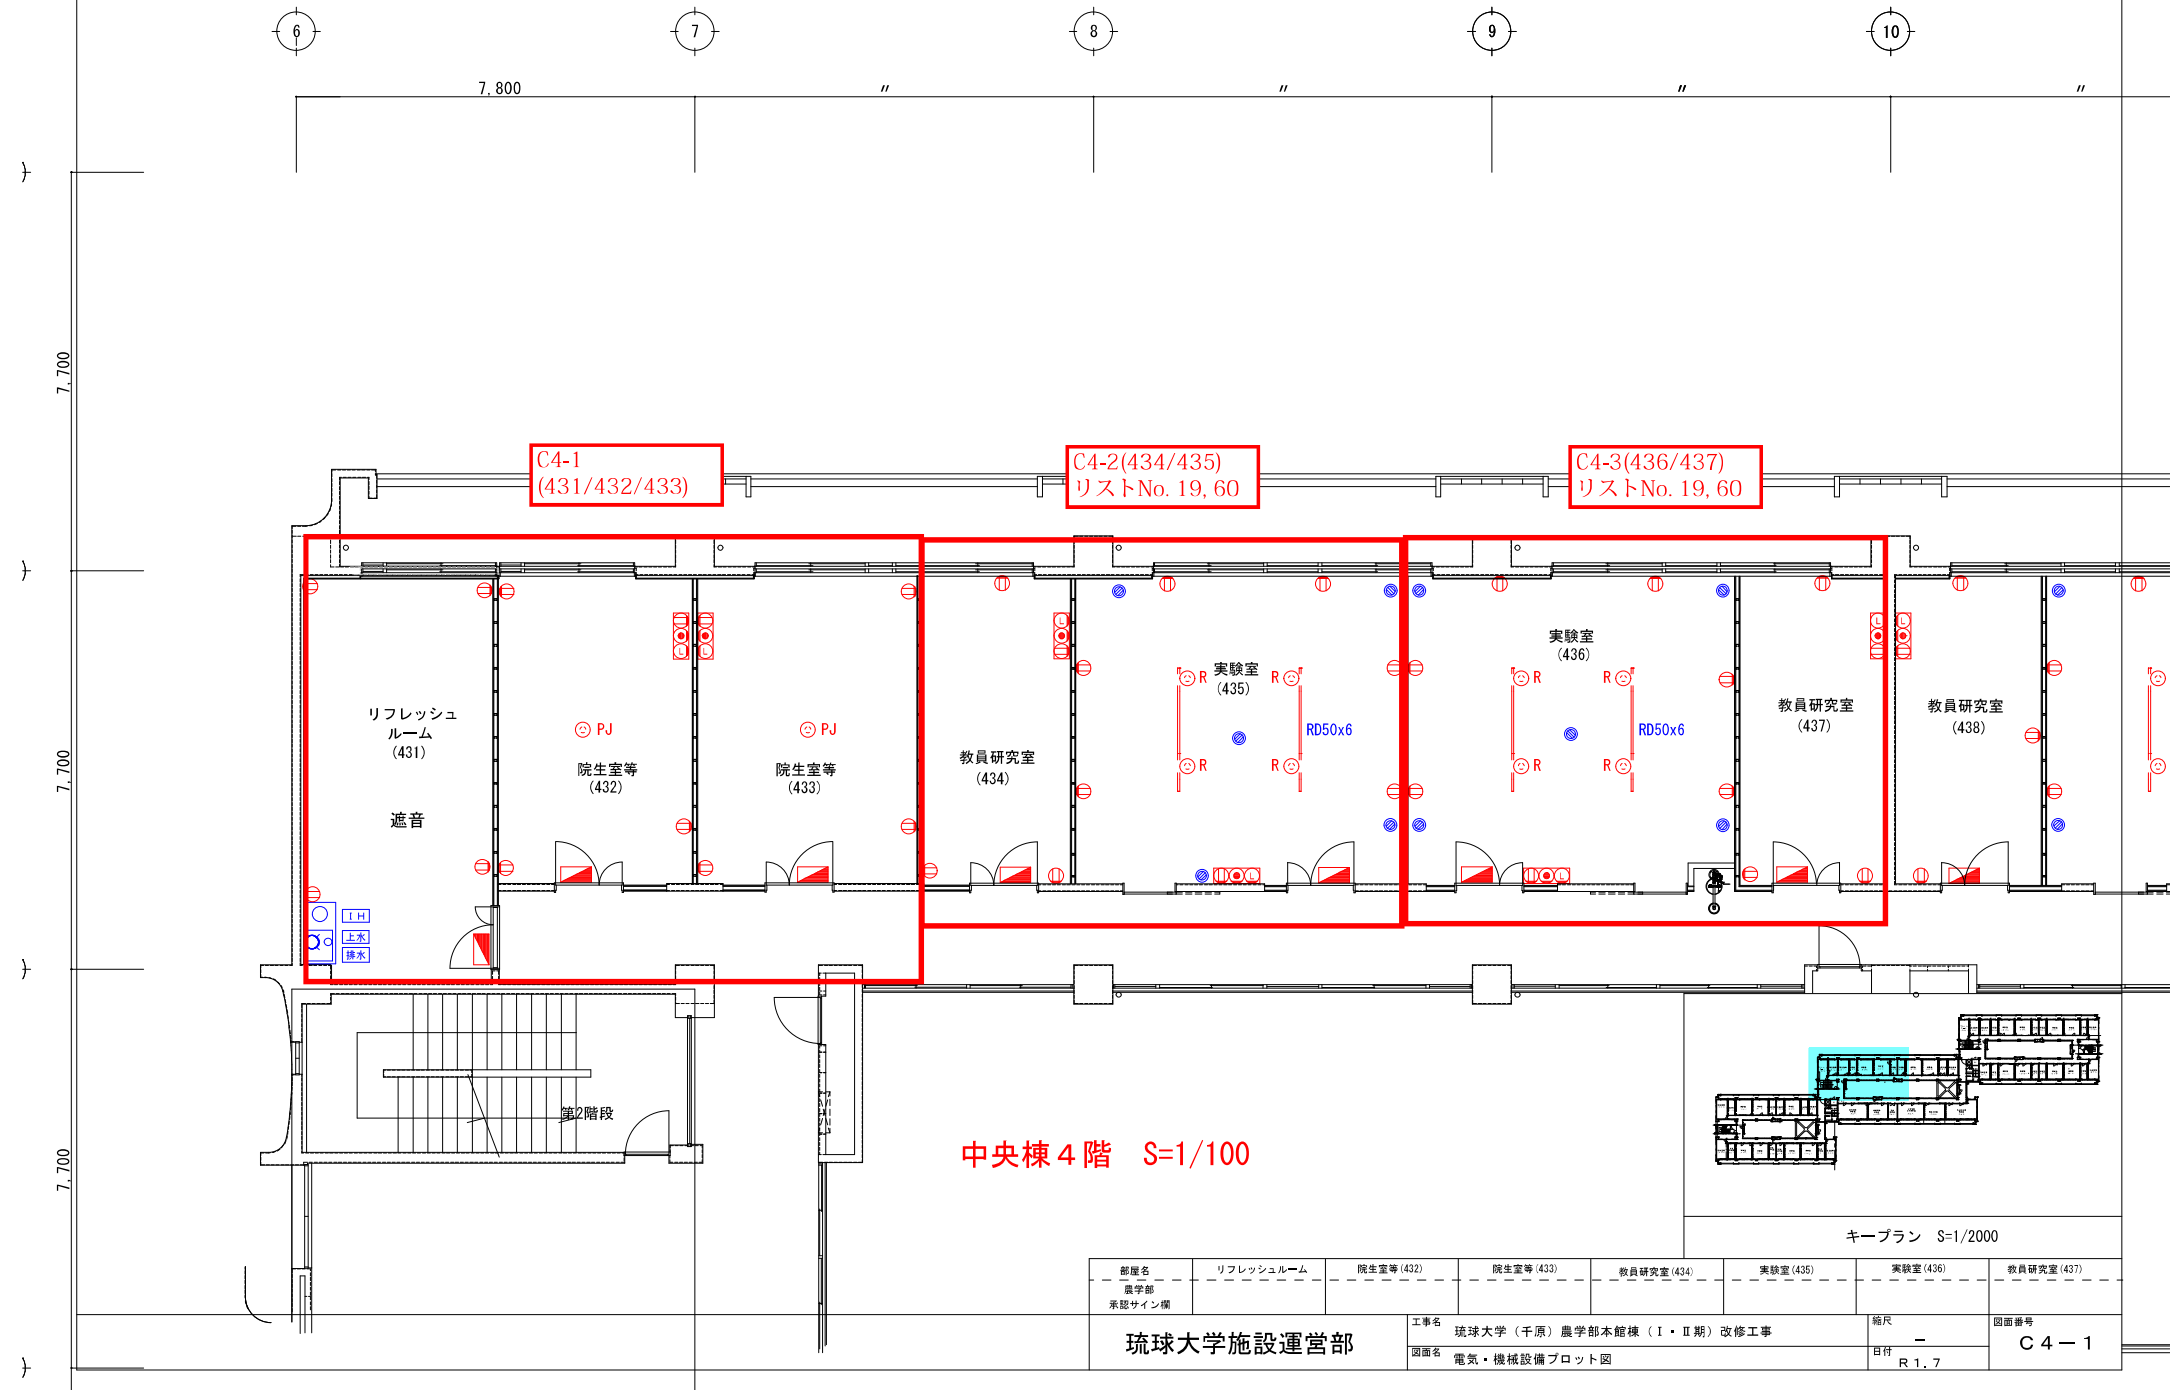 6
7
8
9
10
7,800
〃
〃
〃
〃
7,700
7,700
7,700
C4-1
(431/432/433)
C4-2(434/435)
リストNo. 19, 60
C4-3(436/437)
リストNo. 19, 60
リフレッシュ
ルーム
(431)
遮音
IH
上水
排水
PJ
院生室等
(432)
PJ
院生室等
(433)
L
L
教員研究室
(434)
L
実験室
(435)
R
R
R
R
RD50x6
L
実験室
(436)
R
R
R
R
RD50x6
L
教員研究室
(437)
L
L
教員研究室
(438)
第2階段
中央棟4階 S=1/100
キープラン S=1/2000
部屋名
リフレッシュルーム
院生室等(432)
院生室等(433)
教員研究室(434)
実験室(435)
実験室(436)
教員研究室(437)
農学部
承認サイン欄
琉球大学施設運営部
工事名
琉球大学（千原）農学部本館棟（Ⅰ・Ⅱ期）改修工事
図面名
電気・機械設備プロット図
縮尺
－
日付
R1.7
図面番号
C4－1